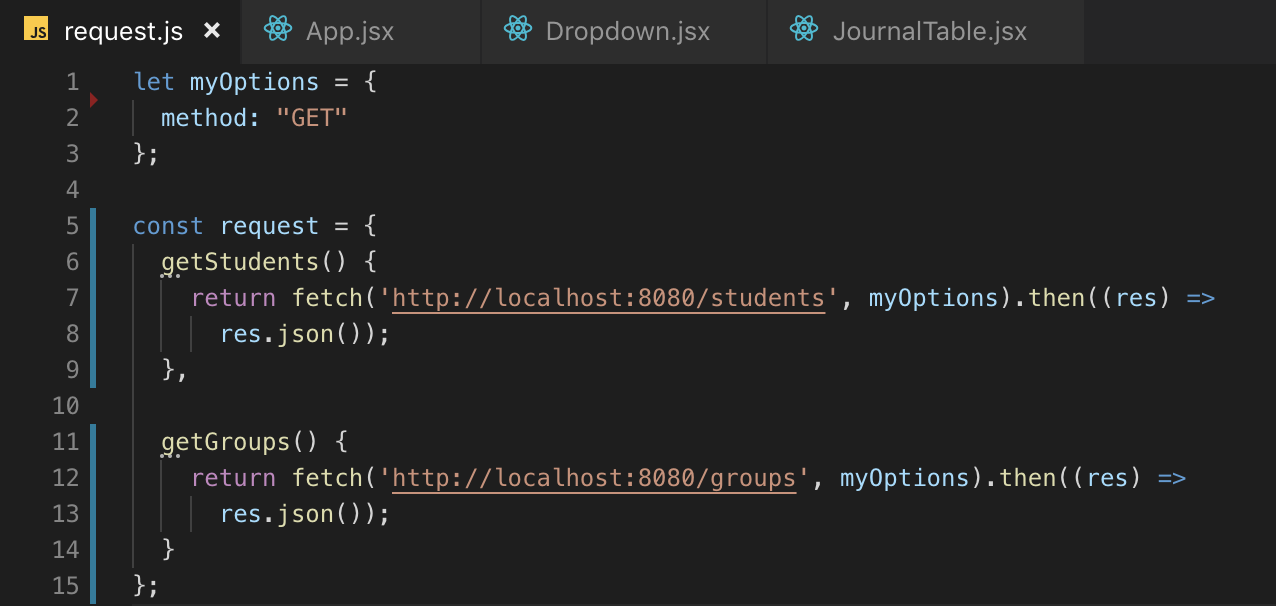 JS request.js × App.jsx Dropdown.jsx JournalTable.jsx
1 let myOptions = {
2   method: "GET"
3 };
4
5 const request = {
6   getStudents() {
7     return fetch('http://localhost:8080/students', myOptions).then((res) =>
8       res.json());
9   },
10
11   getGroups() {
12     return fetch('http://localhost:8080/groups', myOptions).then((res) =>
13       res.json());
14   }
15 };